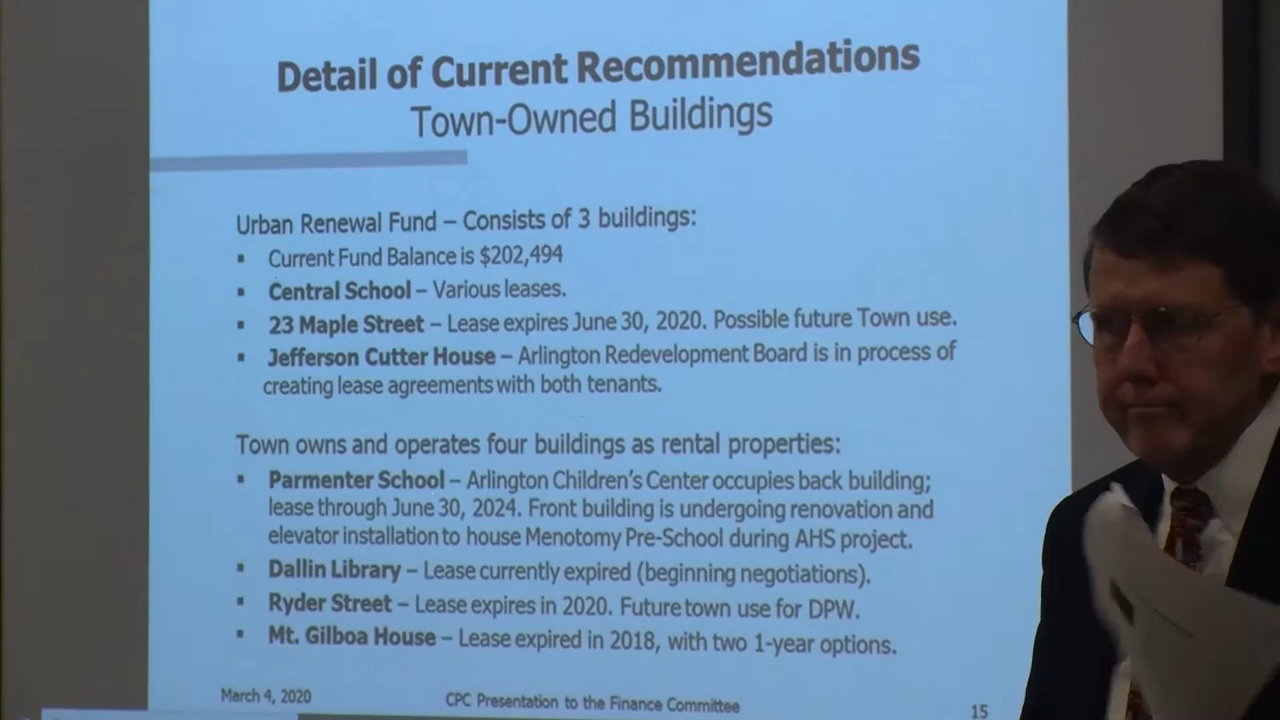 Detail of Current Recommendations
Town-Owned Buildings
Urban Renewal Fund – Consists of 3 buildings:
▪ Current Fund Balance is $202,494
▪ Central School – Various leases.
▪ 23 Maple Street – Lease expires June 30, 2020. Possible future Town use.
▪ Jefferson Cutter House – Arlington Redevelopment Board is in process of
creating lease agreements with both tenants.
Town owns and operates four buildings as rental properties:
▪ Parmenter School – Arlington Children's Center occupies back building;
lease through June 30, 2024. Front building is undergoing renovation and
elevator installation to house Menotomy Pre-School during AHS project.
▪ Dallin Library – Lease currently expired (beginning negotiations).
▪ Ryder Street – Lease expires in 2020. Future town use for DPW.
▪ Mt. Gilboa House – Lease expired in 2018, with two 1-year options.
March 4, 2020
CPC Presentation to the Finance Committee
15